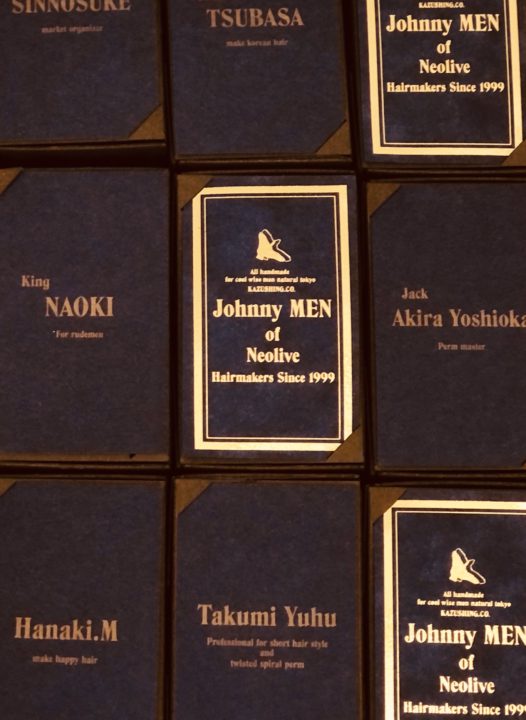 SINNOSUKE
market organizer
TSUBASA
make korean hair
KAZUSHING.CO.
Johnny MEN
of
Neolive
Hairmakers Since 1999
King
NAOKI
"For rudemen
All handmade
for cool wise men natural tokyo
KAZUSHING.CO.
Johnny MEN
of
Neolive
Hairmakers Since 1999
Jack
Akira Yoshioka
Perm master
Hanaki.M
make happy hair
Takumi Yuhu
Professional for short hair style
and
twisted spiral perm
All handmade
for cool wise men natural tokyo
KAZUSHING.CO.
Johnny MEN
of
Neolive
Hairmakers Since 1999